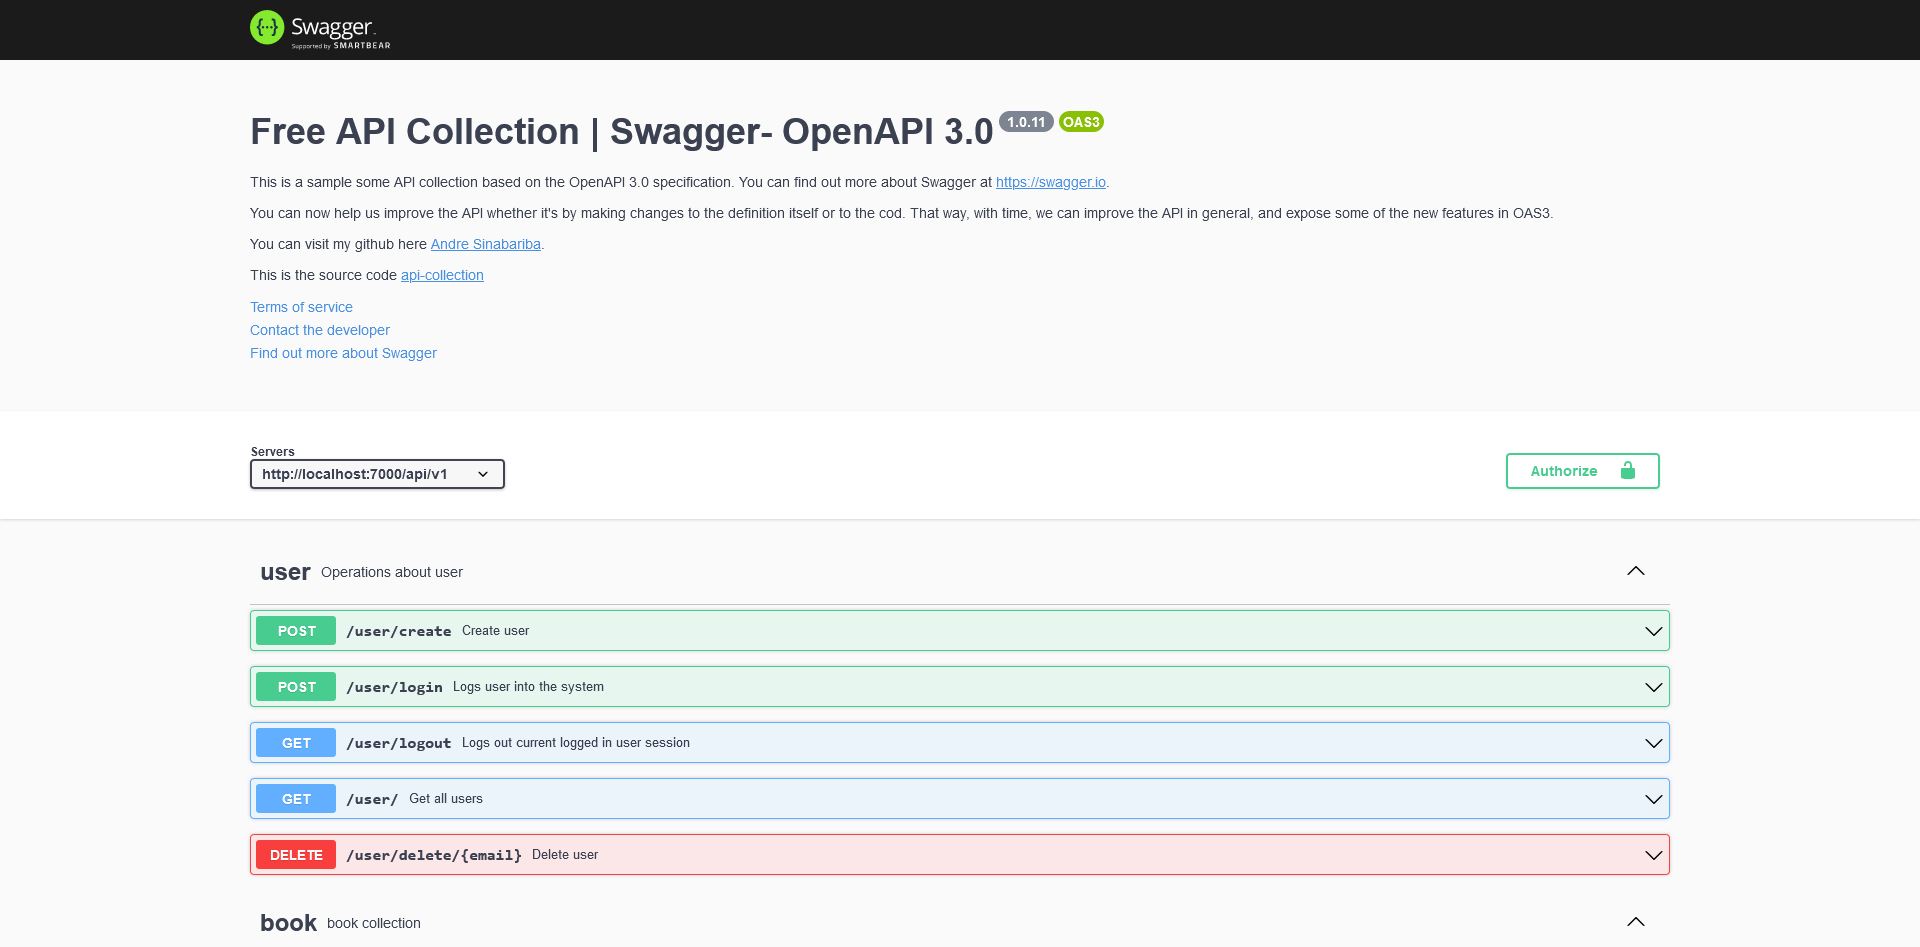 Swagger
Supported by SMARTBEAR
Free API Collection | Swagger- OpenAPI 3.0 1.0.11 OAS3
This is a sample some API collection based on the OpenAPI 3.0 specification. You can find out more about Swagger at https://swagger.io.
You can now help us improve the API whether it's by making changes to the definition itself or to the cod. That way, with time, we can improve the API in general, and expose some of the new features in OAS3.
You can visit my github here Andre Sinabariba.
This is the source code api-collection
Terms of service
Contact the developer
Find out more about Swagger
Servers
http://localhost:7000/api/v1
Authorize
user Operations about user
POST /user/create Create user
POST /user/login Logs user into the system
GET /user/logout Logs out current logged in user session
GET /user/ Get all users
DELETE /user/delete/{email} Delete user
book book collection